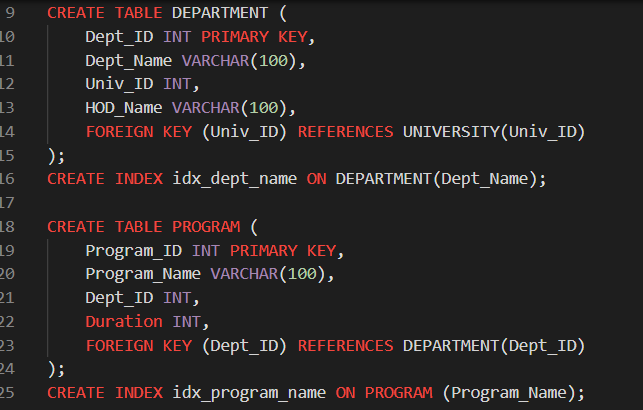 9 CREATE TABLE DEPARTMENT (
10 Dept_ID INT PRIMARY KEY,
11 Dept_Name VARCHAR(100),
12 Univ_ID INT,
13 HOD_Name VARCHAR(100),
14 FOREIGN KEY (Univ_ID) REFERENCES UNIVERSITY(Univ_ID)
15 );
16 CREATE INDEX idx_dept_name ON DEPARTMENT(Dept_Name);
17
18 CREATE TABLE PROGRAM (
19 Program_ID INT PRIMARY KEY,
20 Program_Name VARCHAR(100),
21 Dept_ID INT,
22 Duration INT,
23 FOREIGN KEY (Dept_ID) REFERENCES DEPARTMENT(Dept_ID)
24 );
25 CREATE INDEX idx_program_name ON PROGRAM (Program_Name);